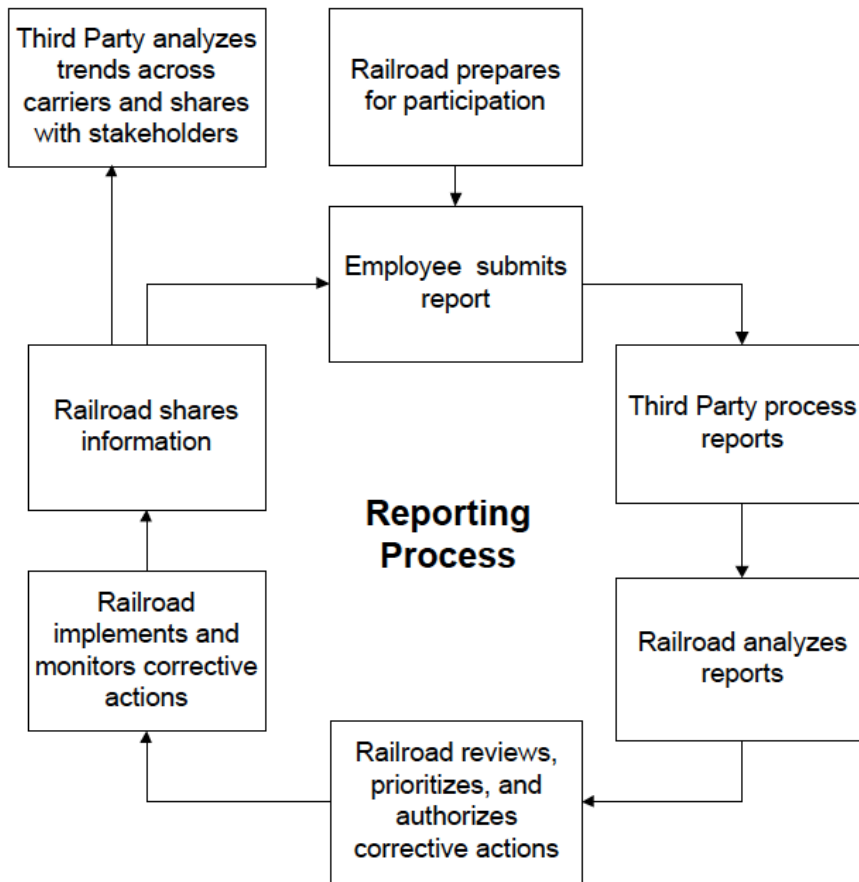 Third Party analyzes
trends across
carriers and shares
with stakeholders
Railroad prepares
for participation
Employee submits
report
Third Party process
reports
Railroad shares
information
Reporting
Process
Railroad
implements and
monitors corrective
actions
Railroad analyzes
reports
Railroad reviews,
prioritizes, and
authorizes
corrective actions